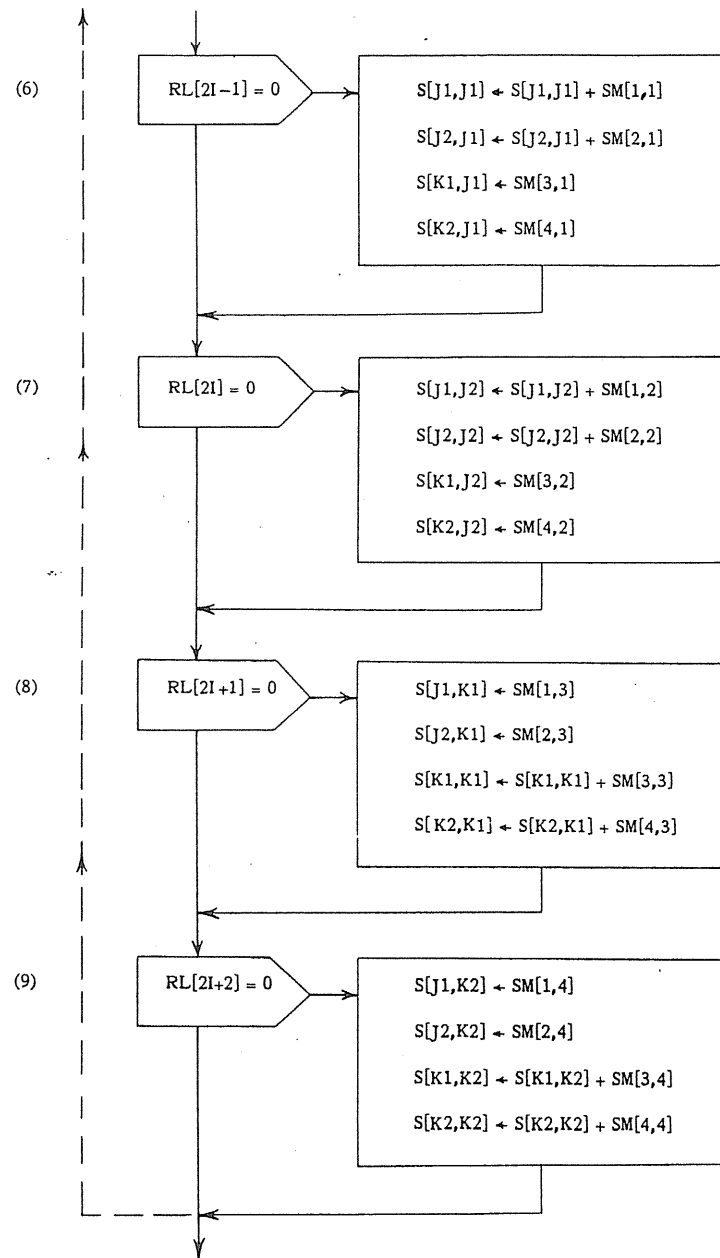 (6)
RL[2I−1] = 0
S[J1,J1] ← S[J1,J1] + SM[1,1]
S[J2,J1] ← S[J2,J1] + SM[2,1]
S[K1,J1] ← SM[3,1]
S[K2,J1] ← SM[4,1]
(7)
RL[2I] = 0
S[J1,J2] ← S[J1,J2] + SM[1,2]
S[J2,J2] ← S[J2,J2] + SM[2,2]
S[K1,J2] ← SM[3,2]
S[K2,J2] ← SM[4,2]
(8)
RL[2I+1] = 0
S[J1,K1] ← SM[1,3]
S[J2,K1] ← SM[2,3]
S[K1,K1] ← S[K1,K1] + SM[3,3]
S[K2,K1] ← S[K2,K1] + SM[4,3]
(9)
RL[2I+2] = 0
S[J1,K2] ← SM[1,4]
S[J2,K2] ← SM[2,4]
S[K1,K2] ← S[K1,K2] + SM[3,4]
S[K2,K2] ← S[K2,K2] + SM[4,4]